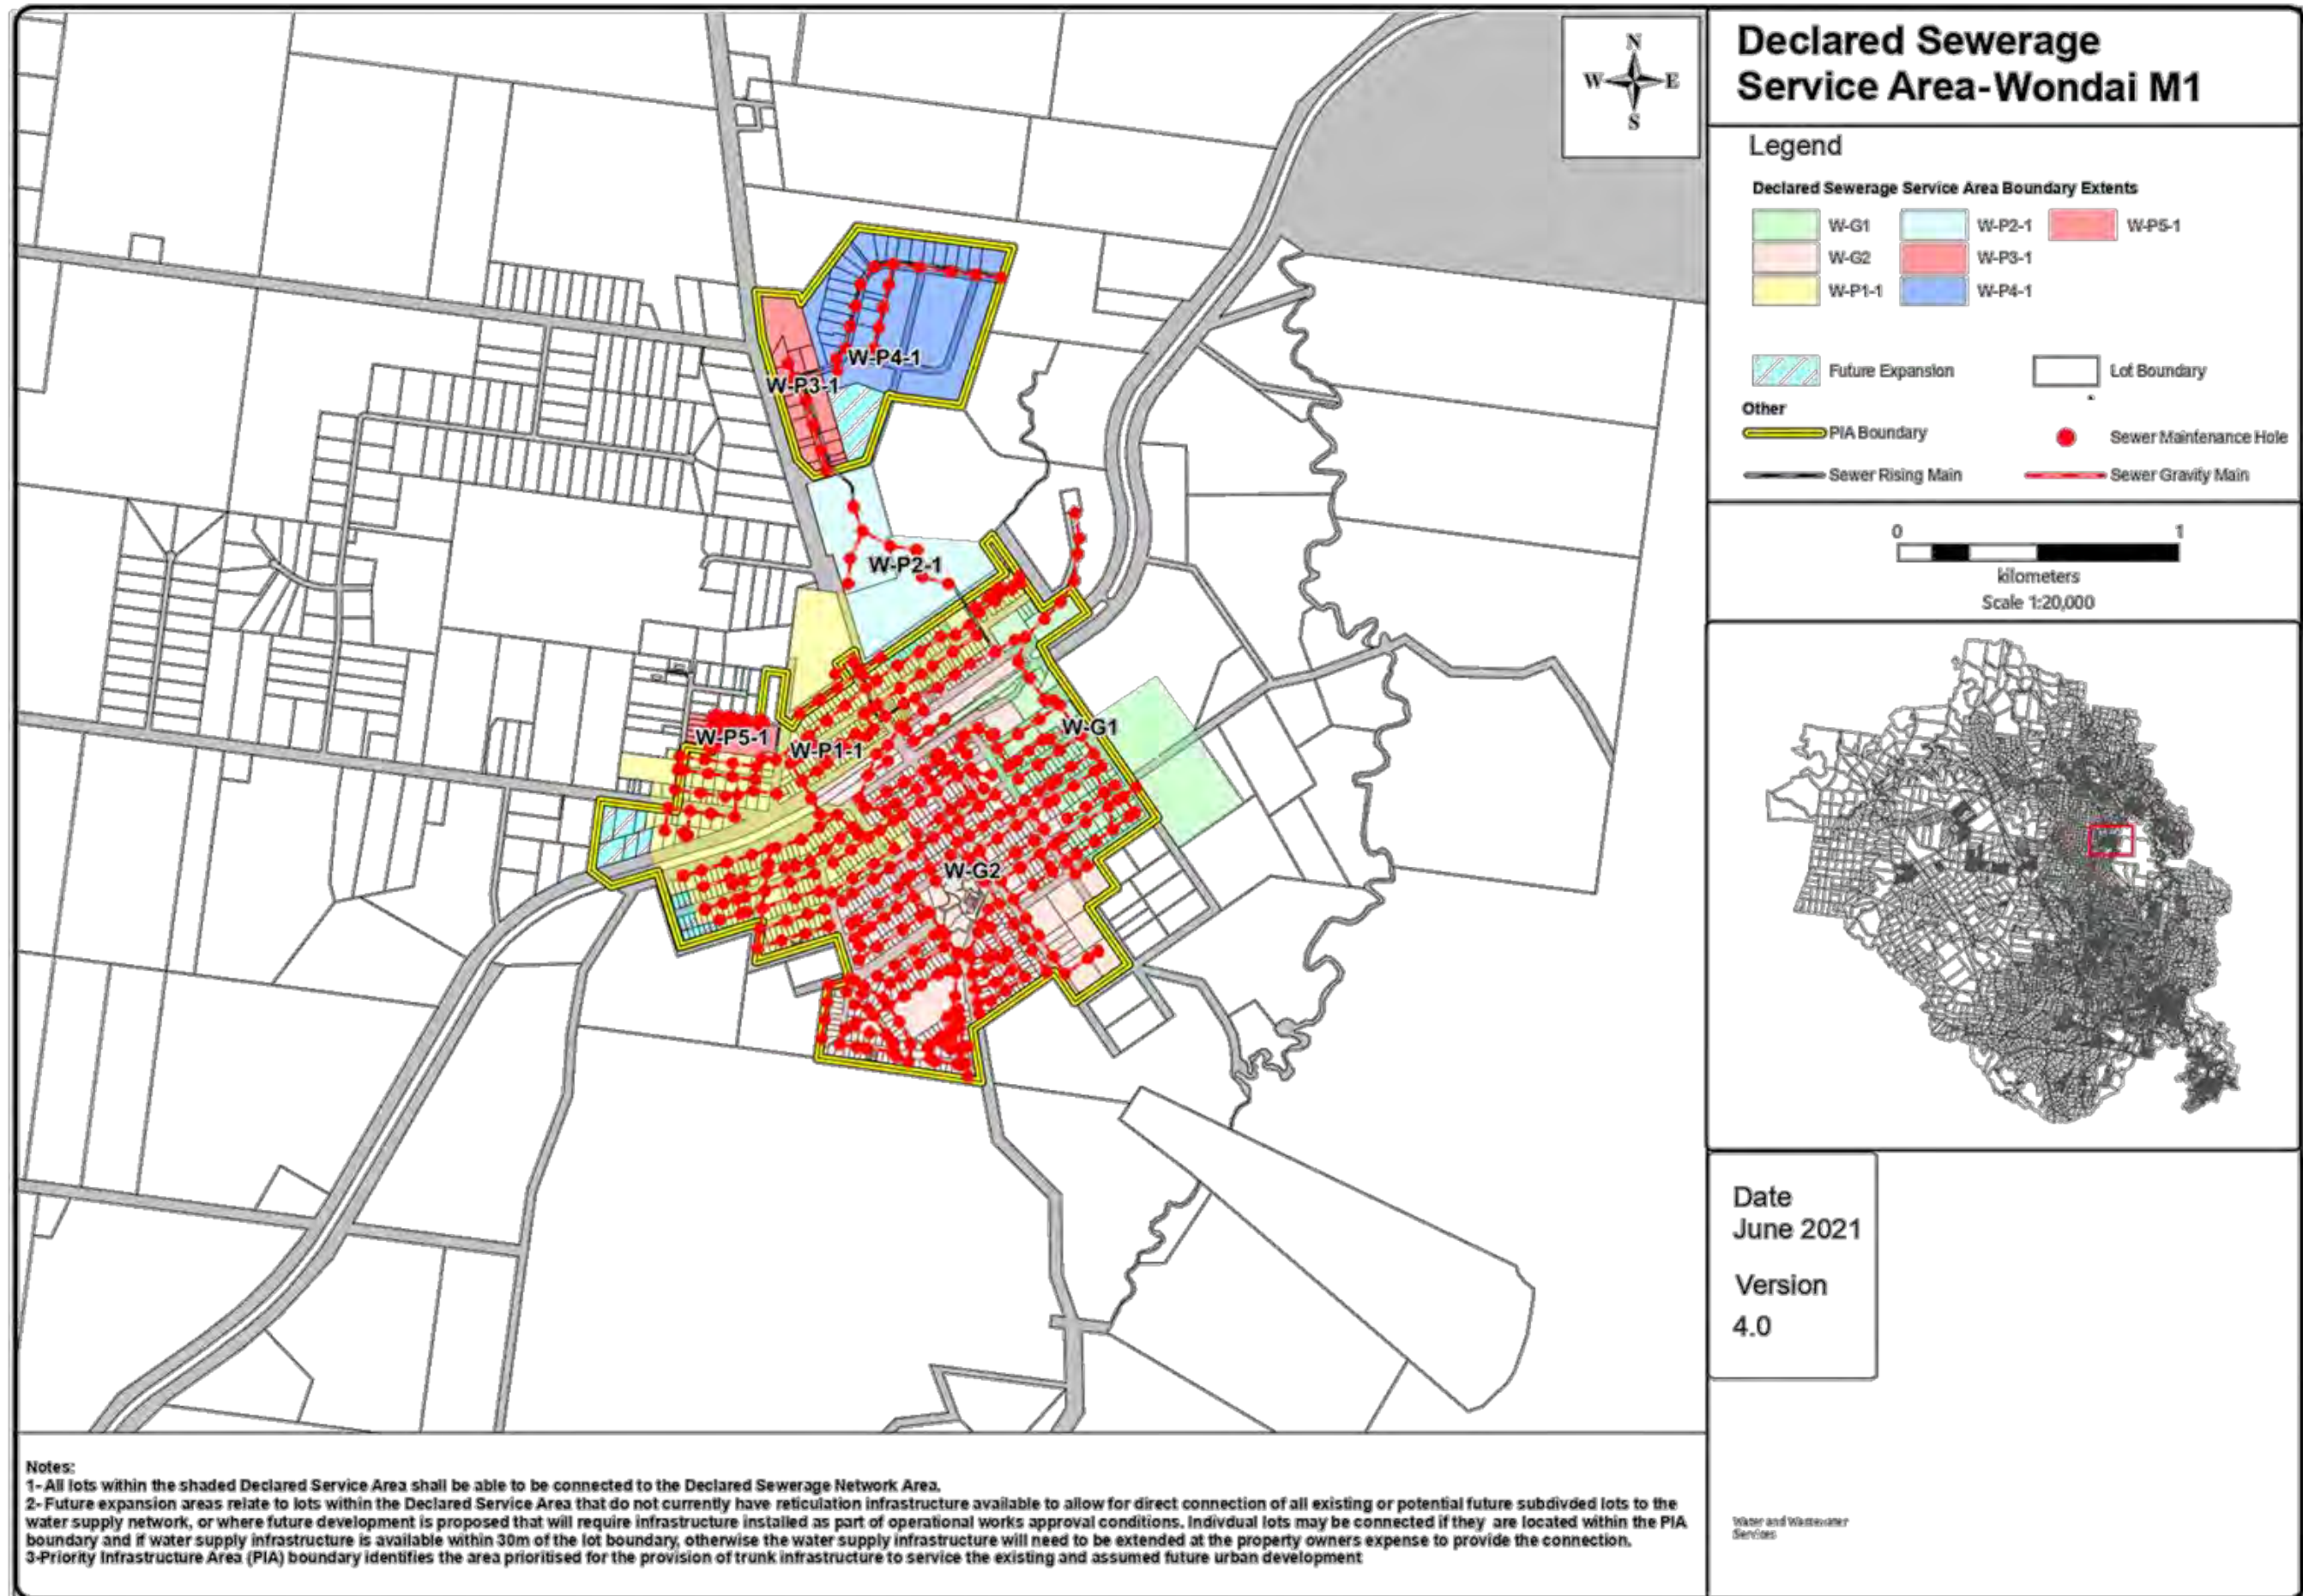 Declared Sewerage
Service Area-Wondai M1
Legend
Declared Sewerage Service Area Boundary Extents
W-G1
W-P2-1
W-P5-1
W-G2
W-P3-1
W-P1-1
W-P4-1
Future Expansion
Lot Boundary
Other
PIA Boundary
Sewer Maintenance Hole
Sewer Rising Main
Sewer Gravity Main
0 1
kilometers
Scale 1:20,000
N
W E
S
W-P4-1
W-P3-1
W-P2-1
W-G1
W-P5-1
W-P1-1
W-G2
Date
June 2021
Version
4.0
Water and Wastewater
Services
Notes:
1-All lots within the shaded Declared Service Area shall be able to be connected to the Declared Sewerage Network Area.
2-Future expansion areas relate to lots within the Declared Service Area that do not currently have reticulation infrastructure available to allow for direct connection of all existing or potential future subdivded lots to the
water supply network, or where future development is proposed that will require infrastructure installed as part of operational works approval conditions. Indivdual lots may be connected if they are located within the PIA
boundary and if water supply infrastructure is available within 30m of the lot boundary, otherwise the water supply infrastructure will need to be extended at the property owners expense to provide the connection.
3-Priority Infrastructure Area (PIA) boundary identifies the area prioritised for the provision of trunk infrastructure to service the existing and assumed future urban development